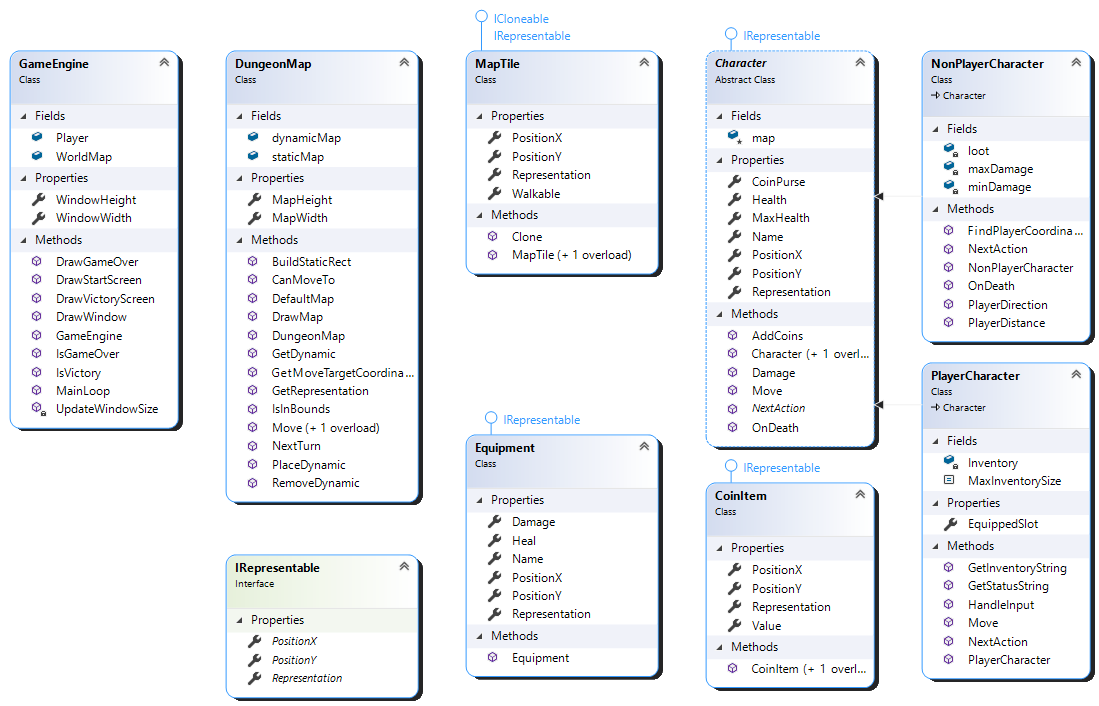 GameEngine
Class
Fields
Player
WorldMap
Properties
WindowHeight
WindowWidth
Methods
DrawGameOver
DrawStartScreen
DrawVictoryScreen
DrawWindow
GameEngine
IsGameOver
IsVictory
MainLoop
UpdateWindowSize
DungeonMap
Class
Fields
dynamicMap
staticMap
Properties
MapHeight
MapWidth
Methods
BuildStaticRect
CanMoveTo
DefaultMap
DrawMap
DungeonMap
GetDynamic
GetMoveTargetCoordina...
GetRepresentation
IsInBounds
Move (+ 1 overload)
NextTurn
PlaceDynamic
RemoveDynamic
IRepresentable
Interface
Properties
PositionX
PositionY
Representation
ICloneable
IRepresentable
MapTile
Class
Properties
PositionX
PositionY
Representation
Walkable
Methods
Clone
MapTile (+ 1 overload)
IRepresentable
Equipment
Class
Properties
Damage
Heal
Name
PositionX
PositionY
Representation
Methods
Equipment
IRepresentable
Character
Abstract Class
Fields
map
Properties
CoinPurse
Health
MaxHealth
Name
PositionX
PositionY
Representation
Methods
AddCoins
Character (+ 1 overl...
Damage
Move
NextAction
OnDeath
IRepresentable
CoinItem
Class
Properties
PositionX
PositionY
Representation
Value
Methods
CoinItem (+ 1 overl...
NonPlayerCharacter
Class
Character
Fields
loot
maxDamage
minDamage
Methods
FindPlayerCoordina...
NextAction
NonPlayerCharacter
OnDeath
PlayerDirection
PlayerDistance
PlayerCharacter
Class
Character
Fields
Inventory
MaxInventorySize
Properties
EquippedSlot
Methods
GetInventoryString
GetStatusString
HandleInput
Move
NextAction
PlayerCharacter